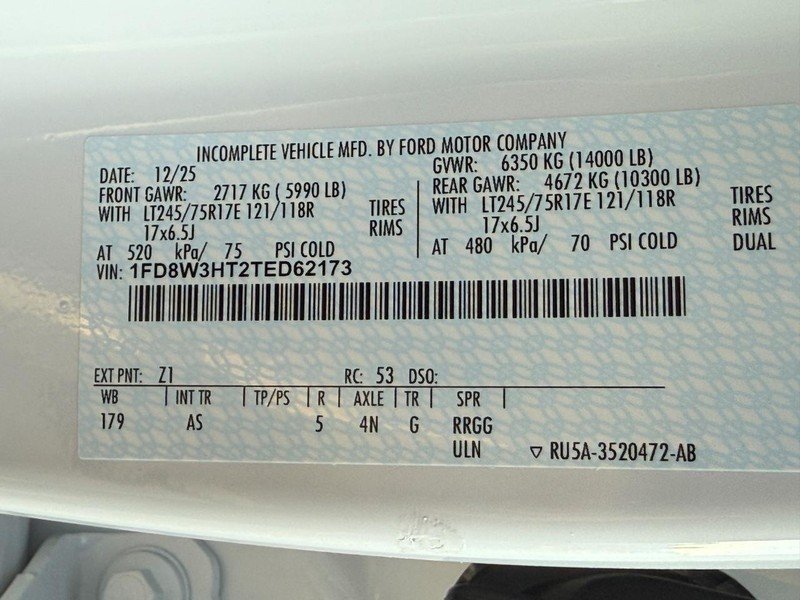 INCOMPLETE VEHICLE MFD. BY FORD MOTOR COMPANY
DATE: 12/25 GVWR: 6350 KG (14000 LB)
FRONT GAWR: 2717 KG ( 5990 LB) REAR GAWR: 4672 KG (10300 LB)
WITH LT245/75R17E 121/118R TIRES WITH LT245/75R17E 121/118R TIRES
17x6.5J RIMS 17x6.5J RIMS
AT 520 kPa/ 75 PSI COLD AT 480 kPa/ 70 PSI COLD DUAL
VIN: 1FD8W3HT2TED62173
EXT PNT: Z1 RC: 53 DSO:
WB | INT TR | TP/PS | R | AXLE | TR | SPR |
179 AS 5 4N G RRGG
ULN ▽ RU5A-3520472-AB